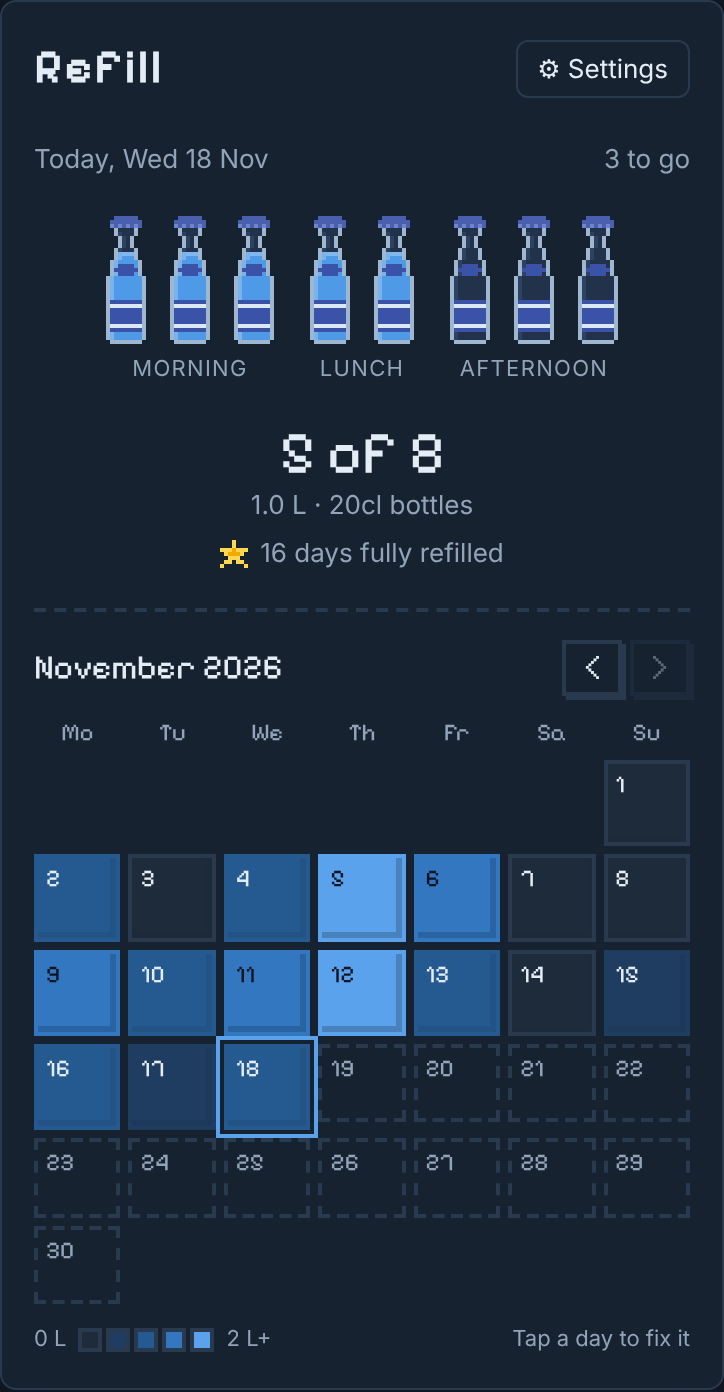 Refill
⚙ Settings
Today, Wed 18 Nov
3 to go
MORNING LUNCH AFTERNOON
5 of 8
1.0 L · 20cl bottles
16 days fully refilled
November 2026
Mo Tu We Th Fr Sa Su
1
2 3 4 5 6 7 8
9 10 11 12 13 14 15
16 17 18 19 20 21 22
23 24 25 26 27 28 29
30
0 L 2 L+
Tap a day to fix it